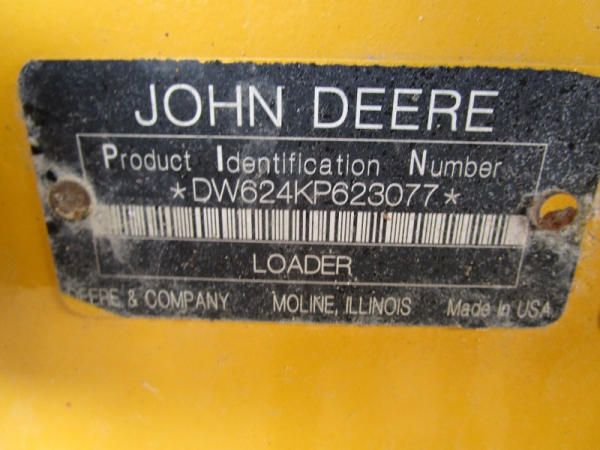 JOHN DEERE
Product Identification Number
*DW624KP623077*
LOADER
DEERE & COMPANY MOLINE, ILLINOIS Made in USA